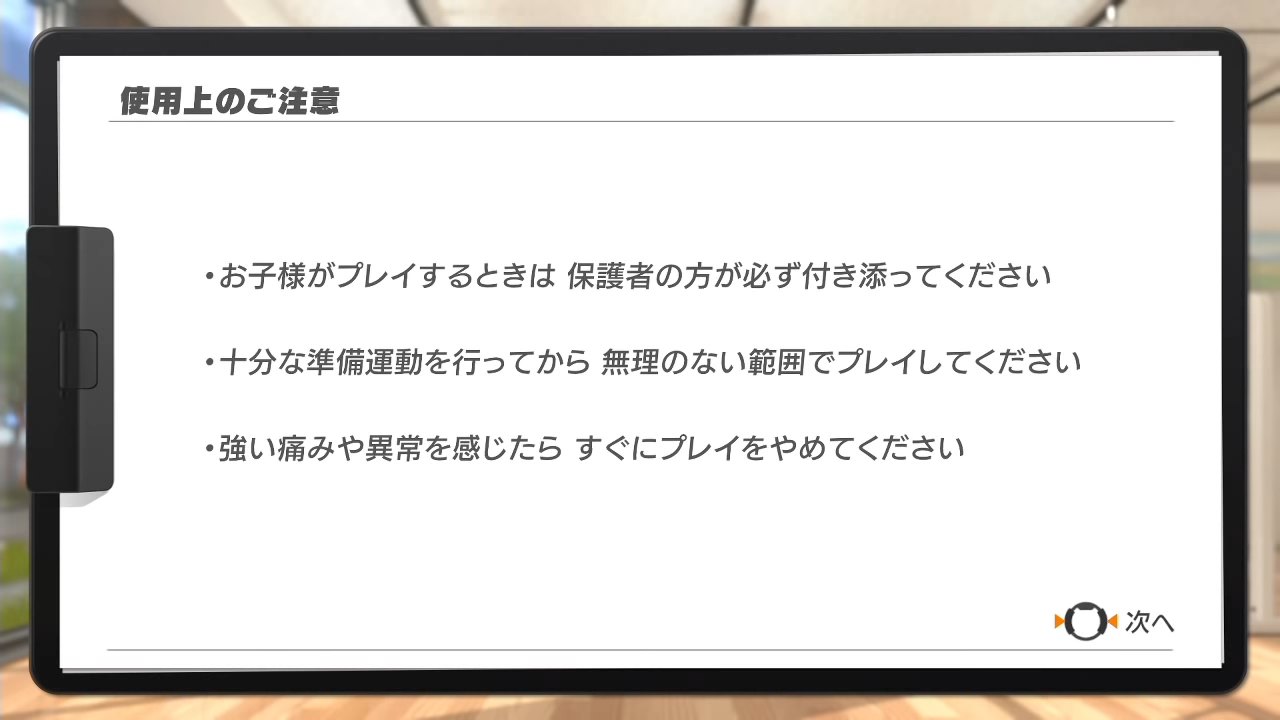 使用上のご注意
・お子様がプレイするときは 保護者の方が必ず付き添ってください
・十分な準備運動を行ってから 無理のない範囲でプレイしてください
・強い痛みや異常を感じたら すぐにプレイをやめてください
次へ